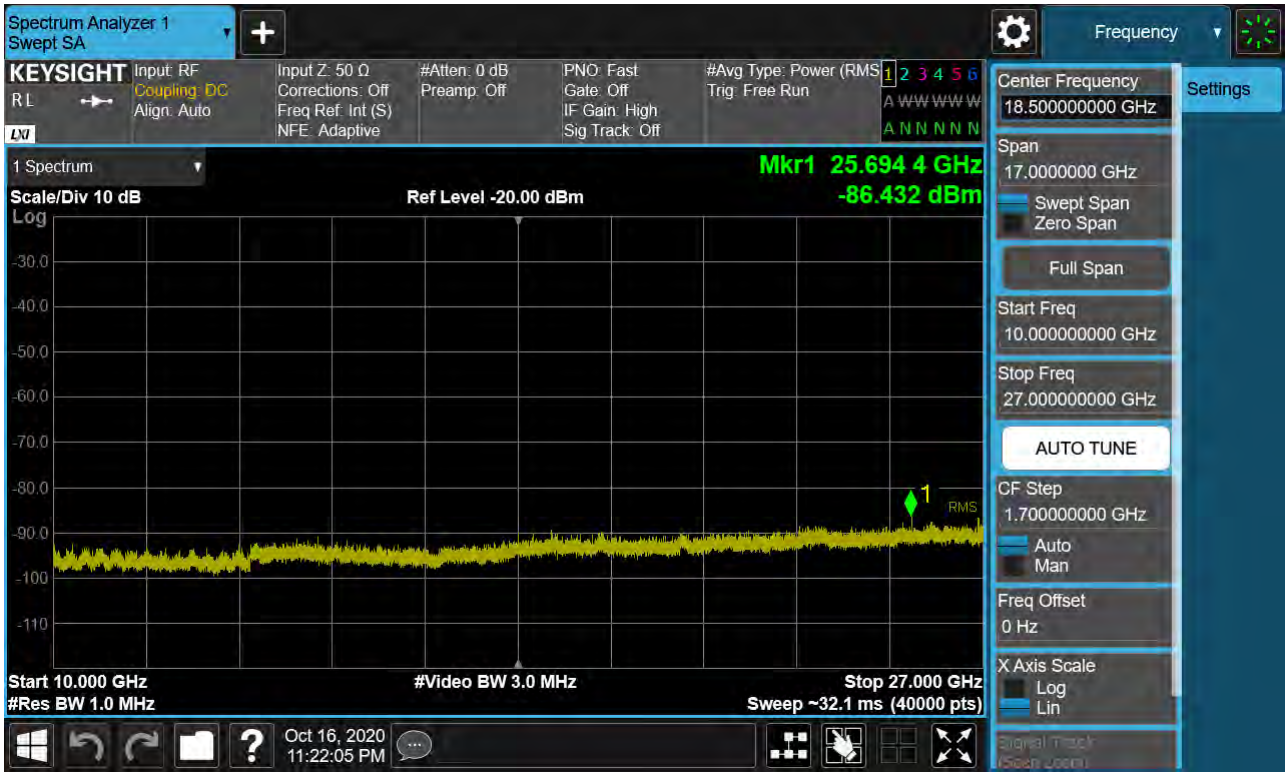 Spectrum Analyzer 1
Swept SA
+
Frequency
KEYSIGHT
RL
LXI
Input: RF
Coupling: DC
Align: Auto
Input Z: 50 Ω
Corrections: Off
Freq Ref: Int (S)
NFE: Adaptive
#Atten: 0 dB
Preamp: Off
PNO: Fast
Gate: Off
IF Gain: High
Sig Track: Off
#Avg Type: Power (RMS
Trig: Free Run
1 2 3 4 5 6
A W W W W W
A N N N N N
1 Spectrum
Scale/Div 10 dB
Log
Ref Level -20.00 dBm
Mkr1 25.694 4 GHz
-86.432 dBm
-30.0
-40.0
-50.0
-60.0
-70.0
-80.0
-90.0
-100
-110
1
RMS
Start 10.000 GHz
#Res BW 1.0 MHz
#Video BW 3.0 MHz
Stop 27.000 GHz
Sweep ~32.1 ms (40000 pts)
Center Frequency
18.500000000 GHz
Settings
Span
17.0000000 GHz
Swept Span
Zero Span
Full Span
Start Freq
10.000000000 GHz
Stop Freq
27.000000000 GHz
AUTO TUNE
CF Step
1.700000000 GHz
Auto
Man
Freq Offset
0 Hz
X Axis Scale
Log
Lin
Signal Track
(Span Zoom)
?
Oct 16, 2020
11:22:05 PM